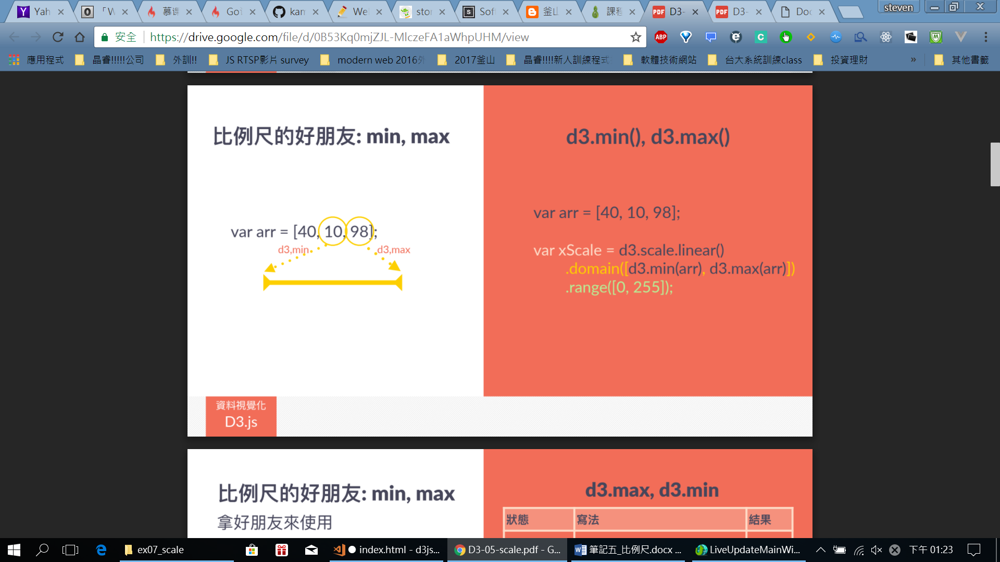 Yah
「W
慕课
Goi
kam
We
stor
Sof
釜山
課程
D3-
D3-
Doc
steven
安全
https://drive.google.com/file/d/0B53Kq0mjZJL-MlczeFA1aWhpUHM/view
ABP
應用程式
晶睿!!!!!公司
外訓!!
JS RTSP影片 survey
modern web 2016外
2017釜山
晶睿!!!!新人訓練程式
軟體技術網站
台大系統訓練class
投資理財
»
其他書籤
比例尺的好朋友: min, max
var arr = [40, 10, 98];
d3,min
d3,max
d3.min(), d3.max()
var arr = [40, 10, 98];
var xScale = d3.scale.linear()
.domain([d3.min(arr), d3.max(arr)])
.range([0, 255]);
資料視覺化
D3.js
比例尺的好朋友: min, max
拿好朋友來使用
d3.max, d3.min
狀態
寫法
結果
ex07_scale
index.html - d3js...
D3-05-scale.pdf - G...
筆記五_比例尺.docx ...
LiveUpdateMainWi...
下午 01:23